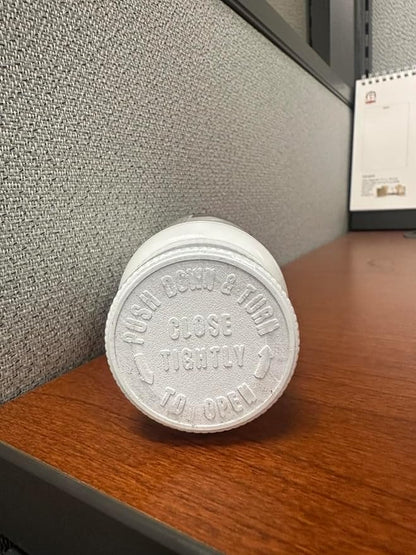 PUSH DOWN & TURN
CLOSE
TIGHTLY
TO OPEN